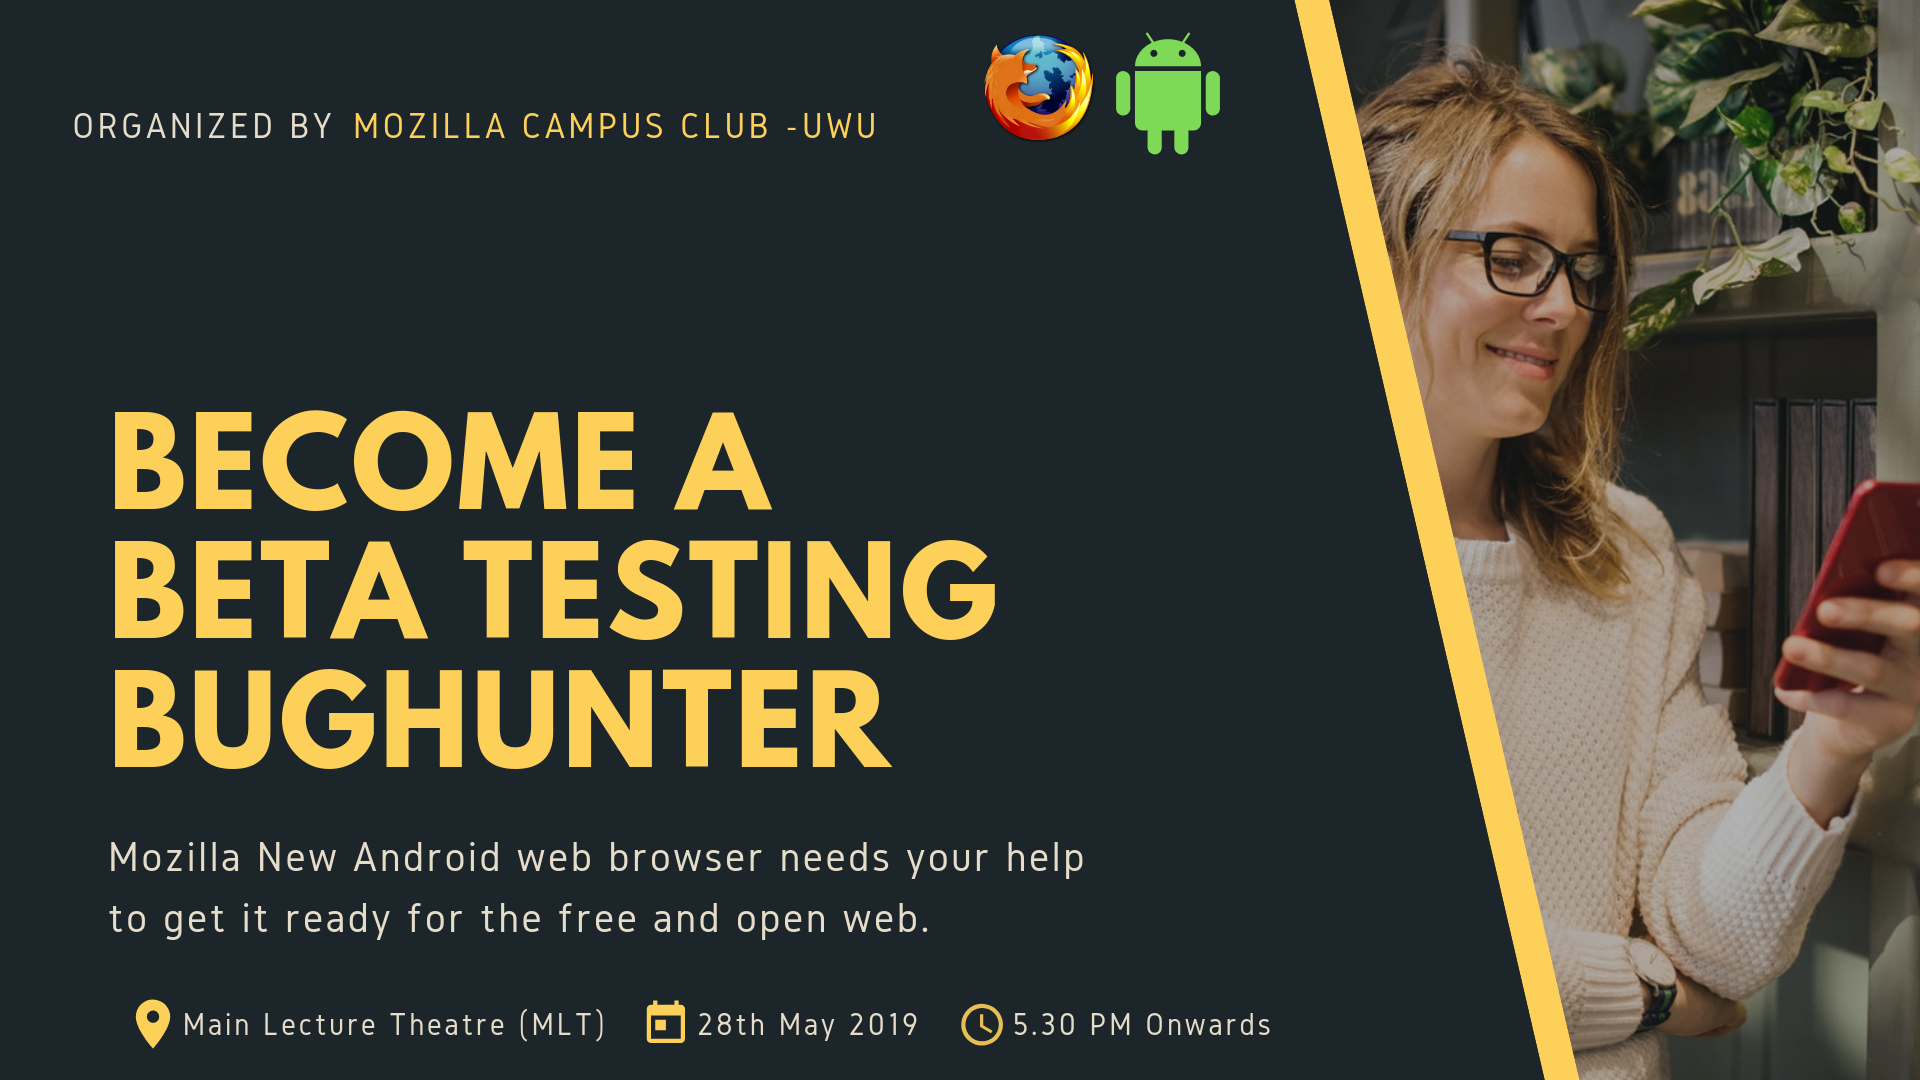 ORGANIZED BY MOZILLA CAMPUS CLUB -UWU
BECOME A
BETA TESTING
BUGHUNTER
Mozilla New Android web browser needs your help
to get it ready for the free and open web.
Main Lecture Theatre (MLT) 28th May 2019 5.30 PM Onwards